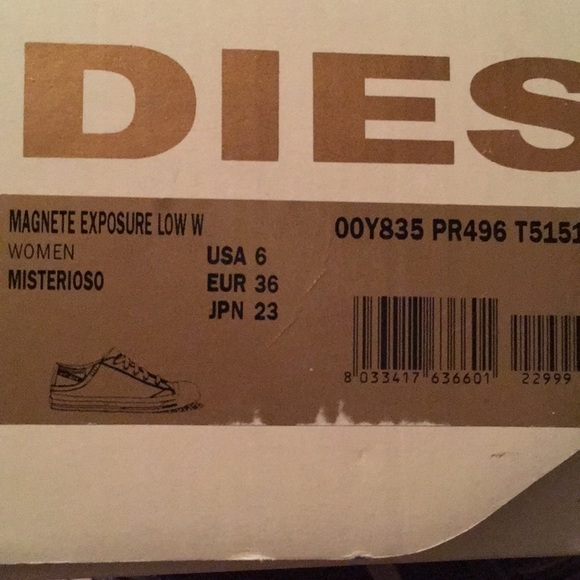 DIES
MAGNETE EXPOSURE LOW W
WOMEN
MISTERIOSO
USA 6
EUR 36
JPN 23
00Y835 PR496 T5151
8 033417 636601
22999